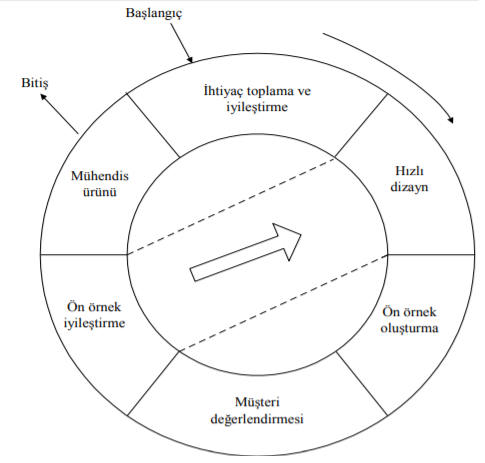 Başlangıç
Bitiş
İhtiyaç toplama ve
iyileştirme
Hızlı
dizayn
Ön örnek
oluşturma
Müşteri
değerlendirmesi
Ön örnek
iyileştirme
Mühendis
ürünü